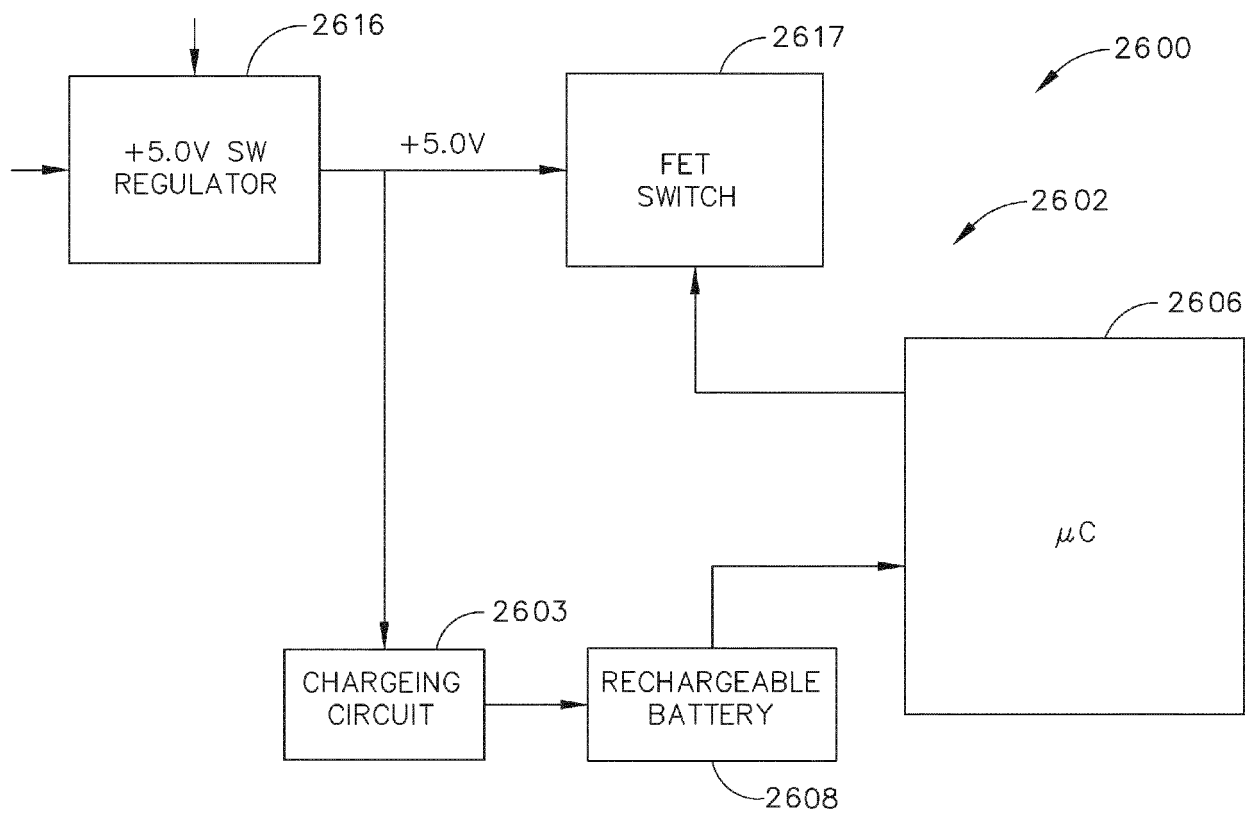 2616
2617
2600
+5.0V SW
REGULATOR
+5.0V
FET
SWITCH
2602
2606
μC
2603
CHARGEING
CIRCUIT
RECHARGEABLE
BATTERY
2608